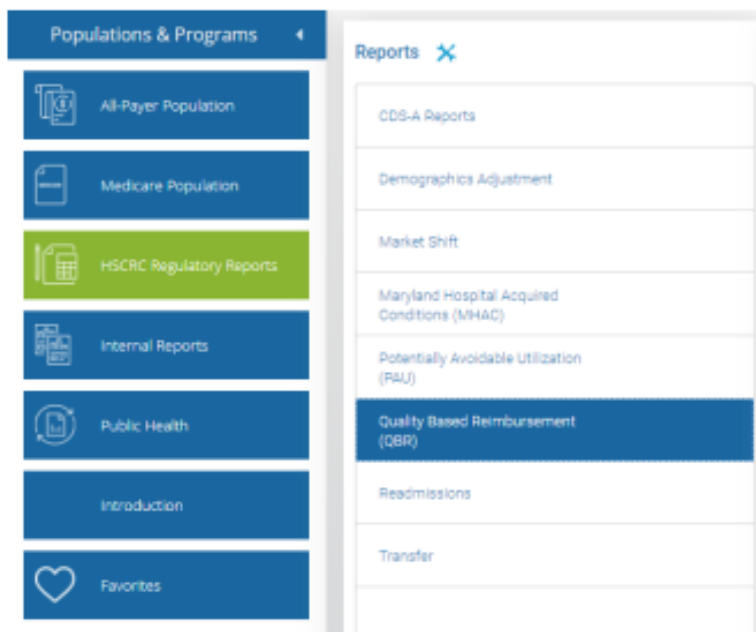 Populations & Programs
All-Payer Population
Medicare Population
HSCRC Regulatory Reports
Internal Reports
Public Health
Introduction
Favorites
Reports
CDS-A Reports
Demographics Adjustment
Market Shift
Maryland Hospital Acquired
Conditions (MHAC)
Potentially Avoidable Utilization
(PAU)
Quality Based Reimbursement
(QBR)
Readmissions
Transfer